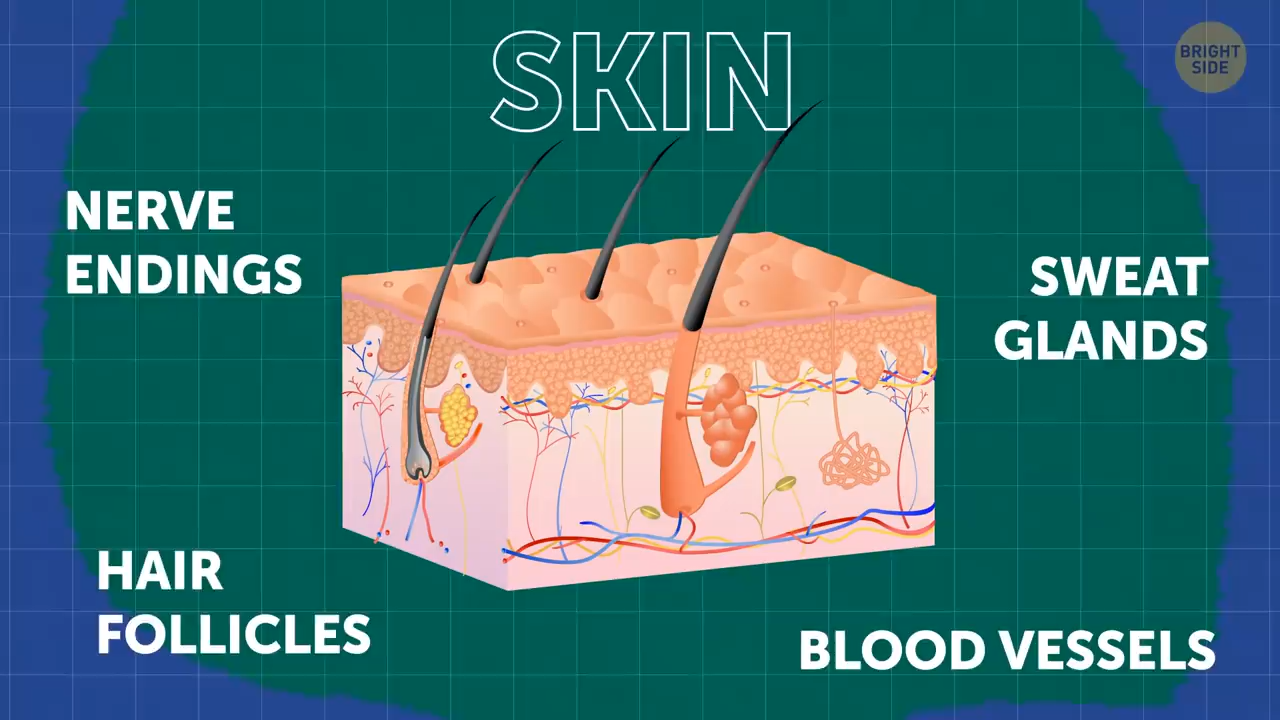 SKIN
BRIGHT
SIDE
NERVE
ENDINGS
SWEAT
GLANDS
HAIR
FOLLICLES
BLOOD VESSELS